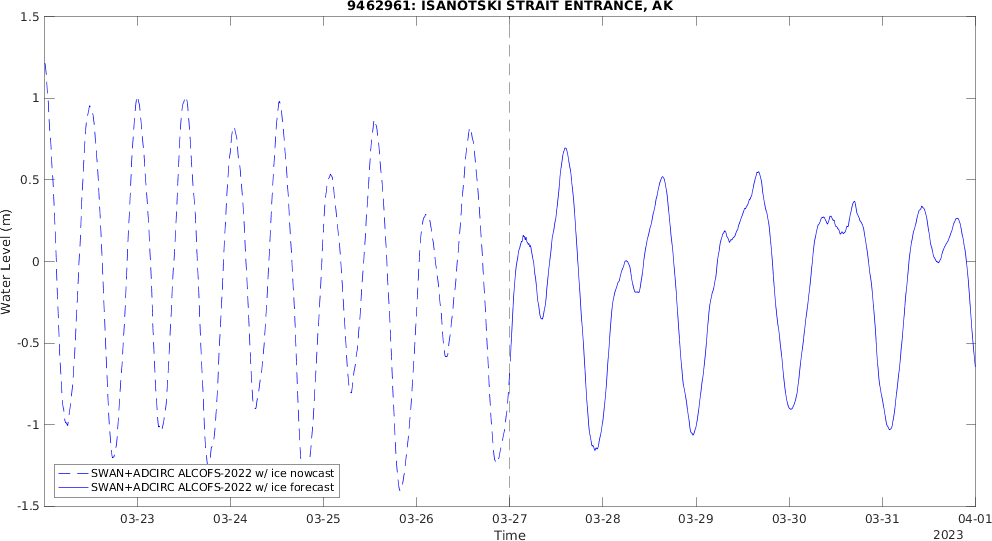 9462961: ISANOTSKI STRAIT ENTRANCE, AK
1.5
1
0.5
0
-0.5
-1
-1.5
Water Level (m)
SWAN+ADCIRC ALCOFS-2022 w/ ice nowcast
SWAN+ADCIRC ALCOFS-2022 w/ ice forecast
03-23 03-24 03-25 03-26 03-27 03-28 03-29 03-30 03-31 04-01
Time
2023